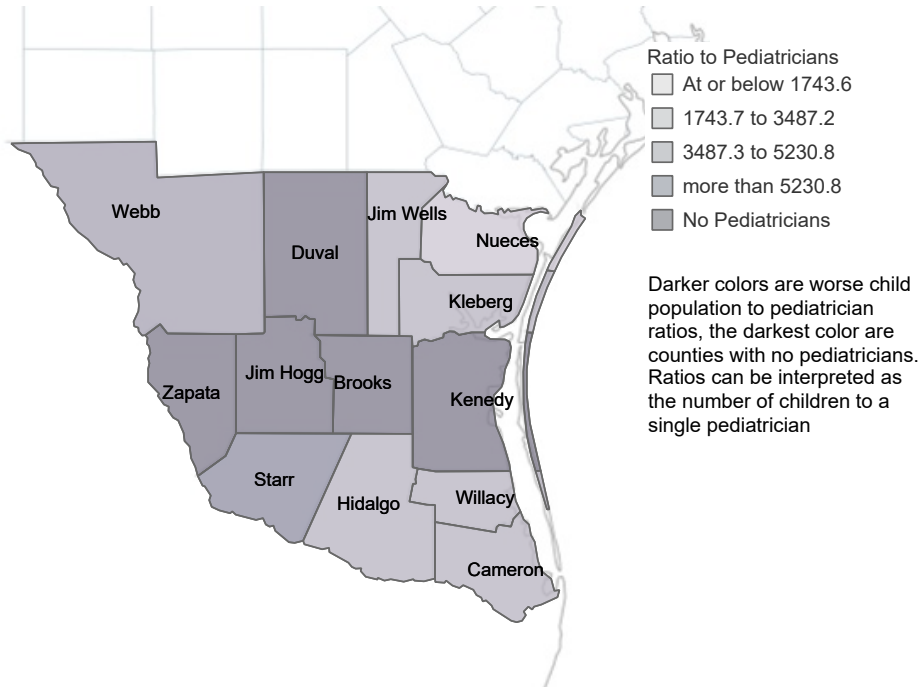 Ratio to Pediatricians
At or below 1743.6
1743.7 to 3487.2
3487.3 to 5230.8
more than 5230.8
No Pediatricians
Webb
Duval
Jim Wells
Nueces
Kleberg
Zapata
Jim Hogg
Brooks
Kenedy
Starr
Hidalgo
Willacy
Cameron
Darker colors are worse child
population to pediatrician
ratios, the darkest color are
counties with no pediatricians.
Ratios can be interpreted as
the number of children to a
single pediatrician